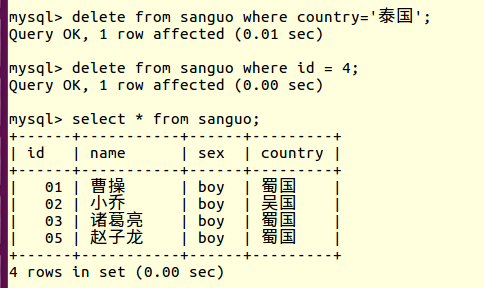 mysql> delete from sanguo where country='泰国';
Query OK, 1 row affected (0.01 sec)
mysql> delete from sanguo where id = 4;
Query OK, 1 row affected (0.00 sec)
mysql> select * from sanguo;
+------+-----------+------+---------+
| id   | name      | sex  | country |
+------+-----------+------+---------+
|   01 | 曹操      | boy  | 蜀国    |
|   02 | 小乔      | boy  | 吴国    |
|   03 | 诸葛亮    | boy  | 蜀国    |
|   05 | 赵子龙    | boy  | 蜀国    |
+------+-----------+------+---------+
4 rows in set (0.00 sec)